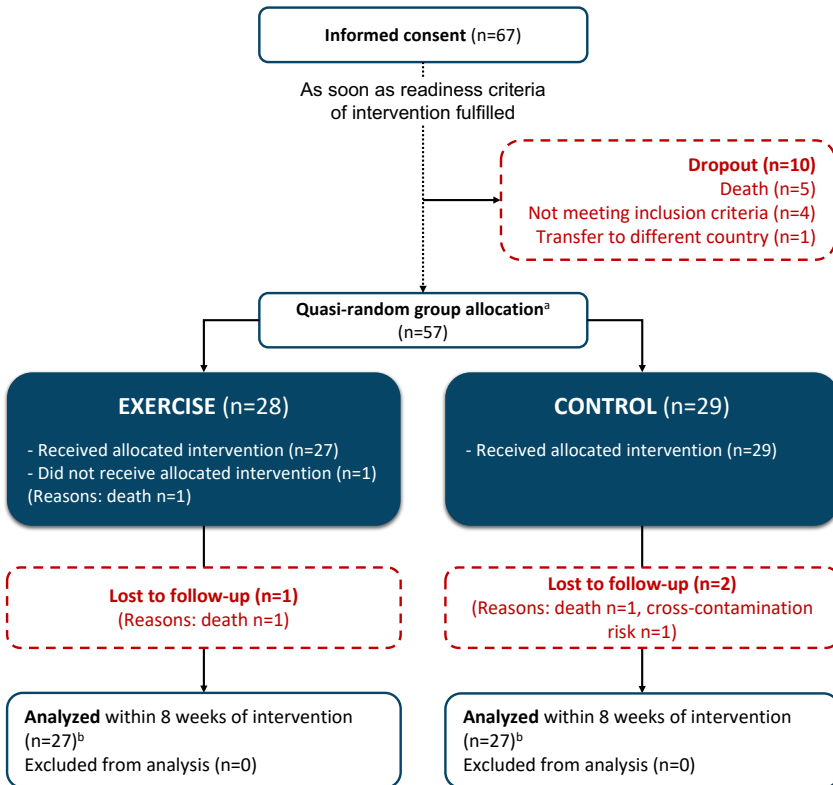 Informed consent (n=67)
As soon as readiness criteria
of intervention fulfilled
Dropout (n=10)
Death (n=5)
Not meeting inclusion criteria (n=4)
Transfer to different country (n=1)
Quasi-random group allocationᵃ
(n=57)
EXERCISE (n=28)
- Received allocated intervention (n=27)
- Did not receive allocated intervention (n=1)
(Reasons: death n=1)
CONTROL (n=29)
- Received allocated intervention (n=29)
Lost to follow-up (n=1)
(Reasons: death n=1)
Lost to follow-up (n=2)
(Reasons: death n=1, cross-contamination
risk n=1)
Analyzed within 8 weeks of intervention
(n=27)ᵇ
Excluded from analysis (n=0)
Analyzed within 8 weeks of intervention
(n=27)ᵇ
Excluded from analysis (n=0)